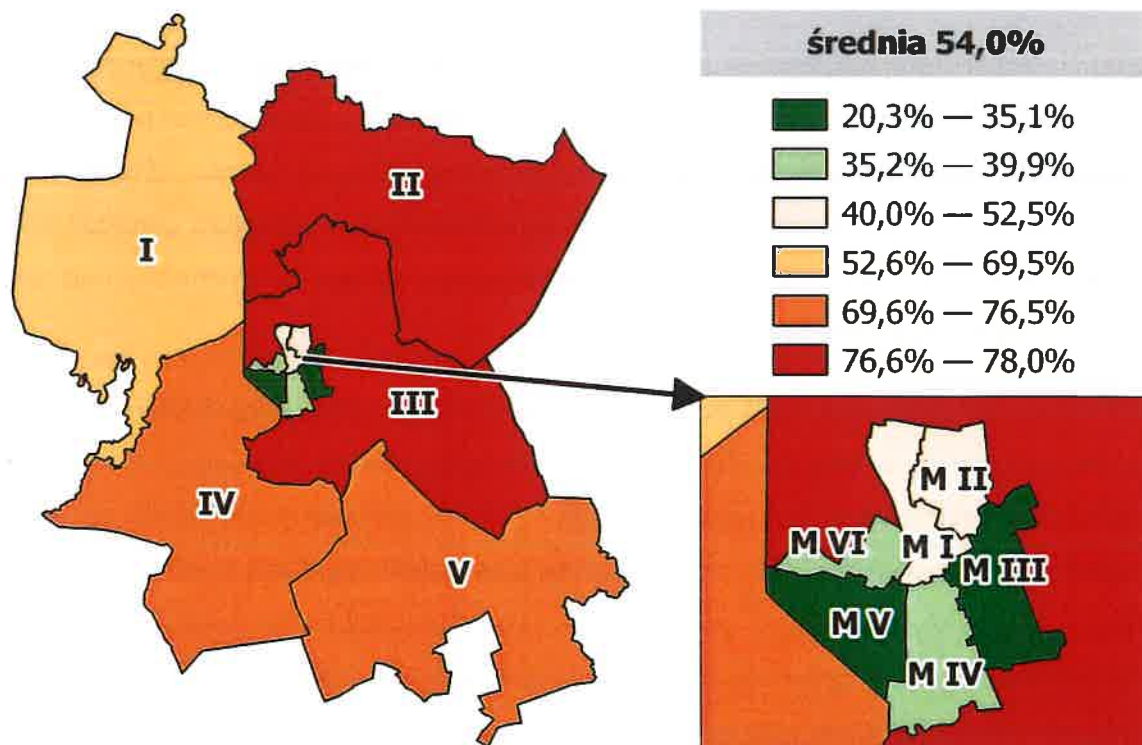 średnia 54,0%
20,3% — 35,1%
35,2% — 39,9%
40,0% — 52,5%
52,6% — 69,5%
69,6% — 76,5%
76,6% — 78,0%
I
II
III
IV
V
M II
M VI
M I
M III
M V
M IV